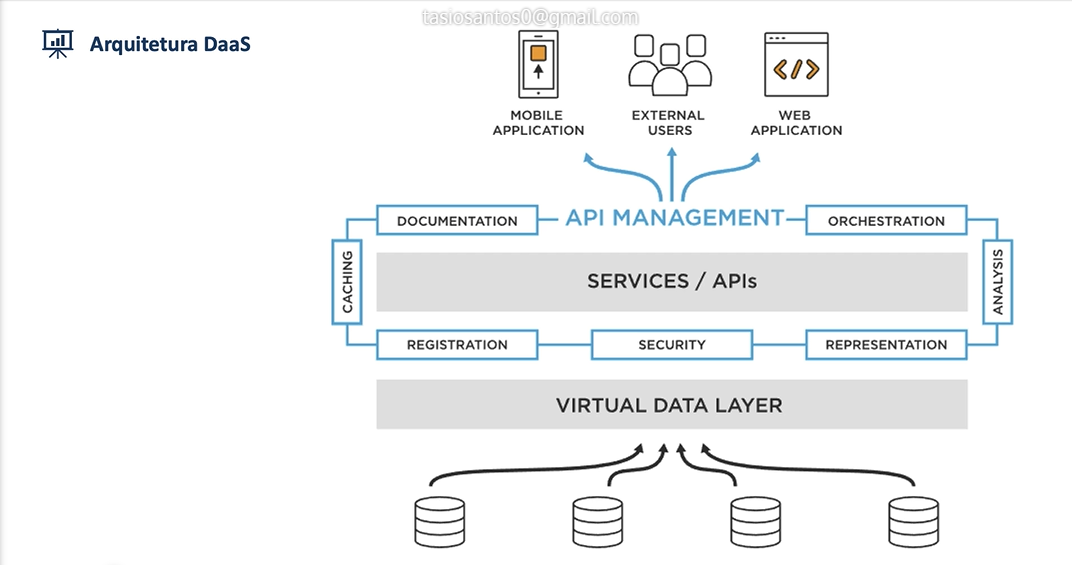 tasiosantos0@gmail.com
Arquitetura DaaS
MOBILE
APPLICATION
EXTERNAL
USERS
WEB
APPLICATION
DOCUMENTATION
API MANAGEMENT
ORCHESTRATION
CACHING
SERVICES / APIs
ANALYSIS
REGISTRATION
SECURITY
REPRESENTATION
VIRTUAL DATA LAYER